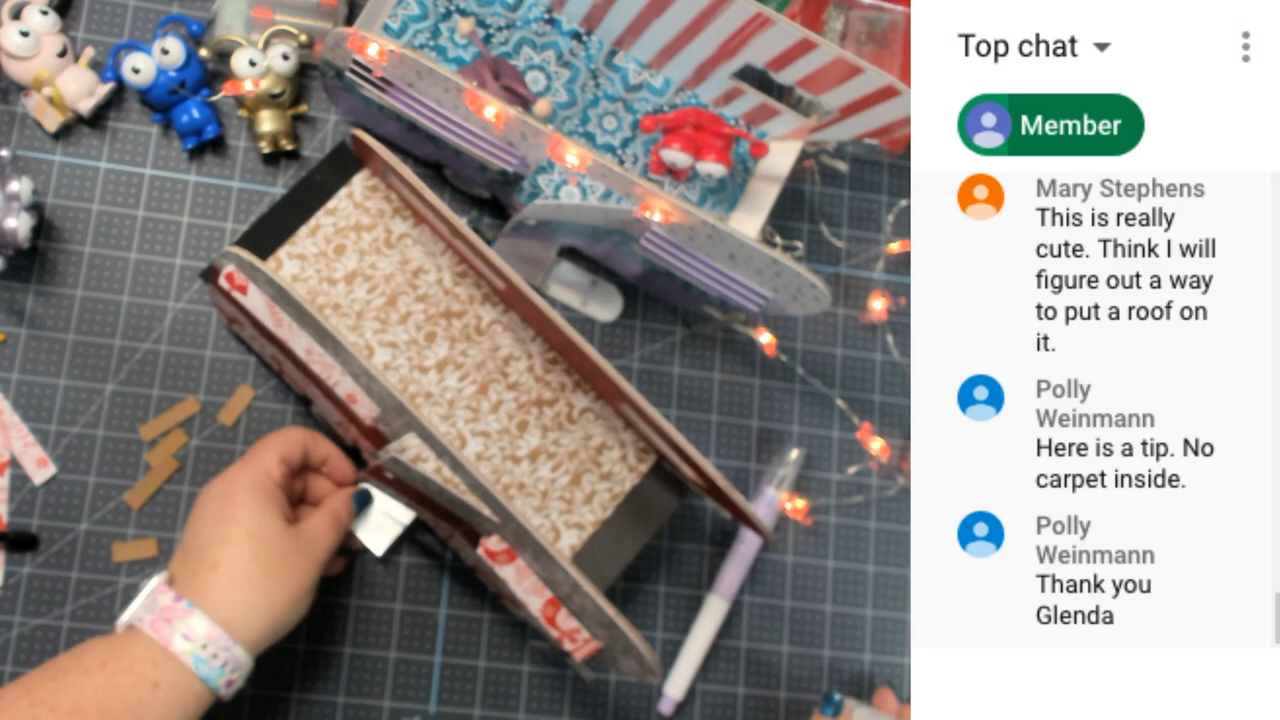 Top chat
Member
Mary Stephens
This is really
cute. Think I will
figure out a way
to put a roof on
it.
Polly
Weinmann
Here is a tip. No
carpet inside.
Polly
Weinmann
Thank you
Glenda